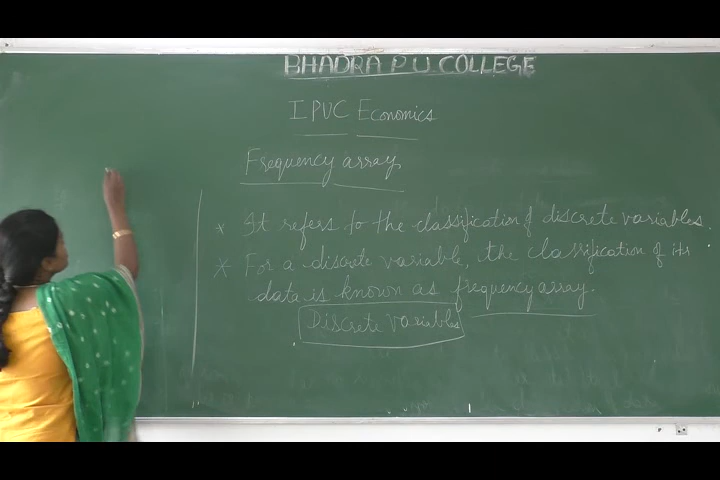 BHADRA P U COLLEGE
I PUC Economics
Frequency array
* It refers to the classification of discrete variables.
* For a discrete variable, the classification of its
data is known as frequency array.
Discrete variables